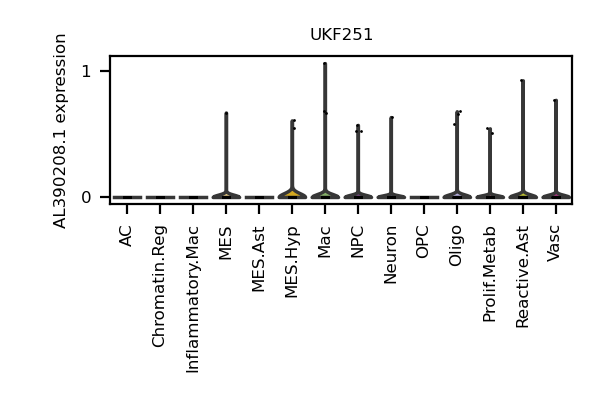 UKF251
AL390208.1 expression
1
0
AC
Chromatin.Reg
Inflammatory.Mac
MES
MES.Ast
MES.Hyp
Mac
NPC
Neuron
OPC
Oligo
Prolif.Metab
Reactive.Ast
Vasc